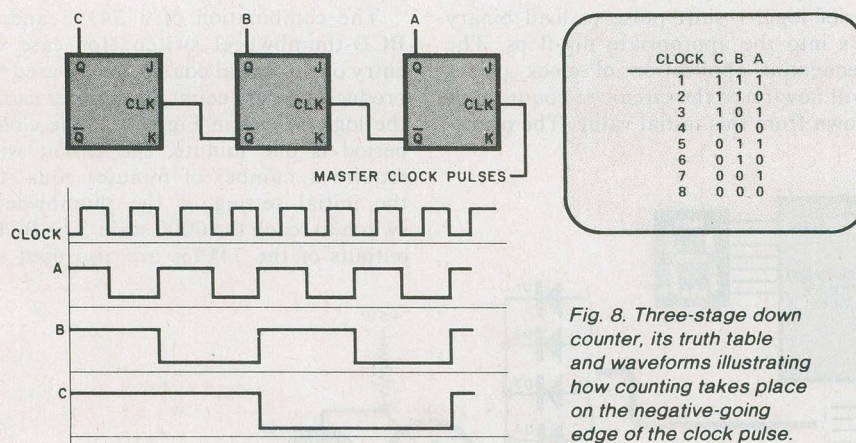 C B A
Q J Q J Q J
CLK CLK CLK
Q̅ K Q̅ K Q̅ K
MASTER CLOCK PULSES
CLOCK C B A
1 1 1 1
2 1 1 0
3 1 0 1
4 1 0 0
5 0 1 1
6 0 1 0
7 0 0 1
8 0 0 0
CLOCK
A
B
C
Fig. 8. Three-stage down
counter, its truth table
and waveforms illustrating
how counting takes place
on the negative-going
edge of the clock pulse.